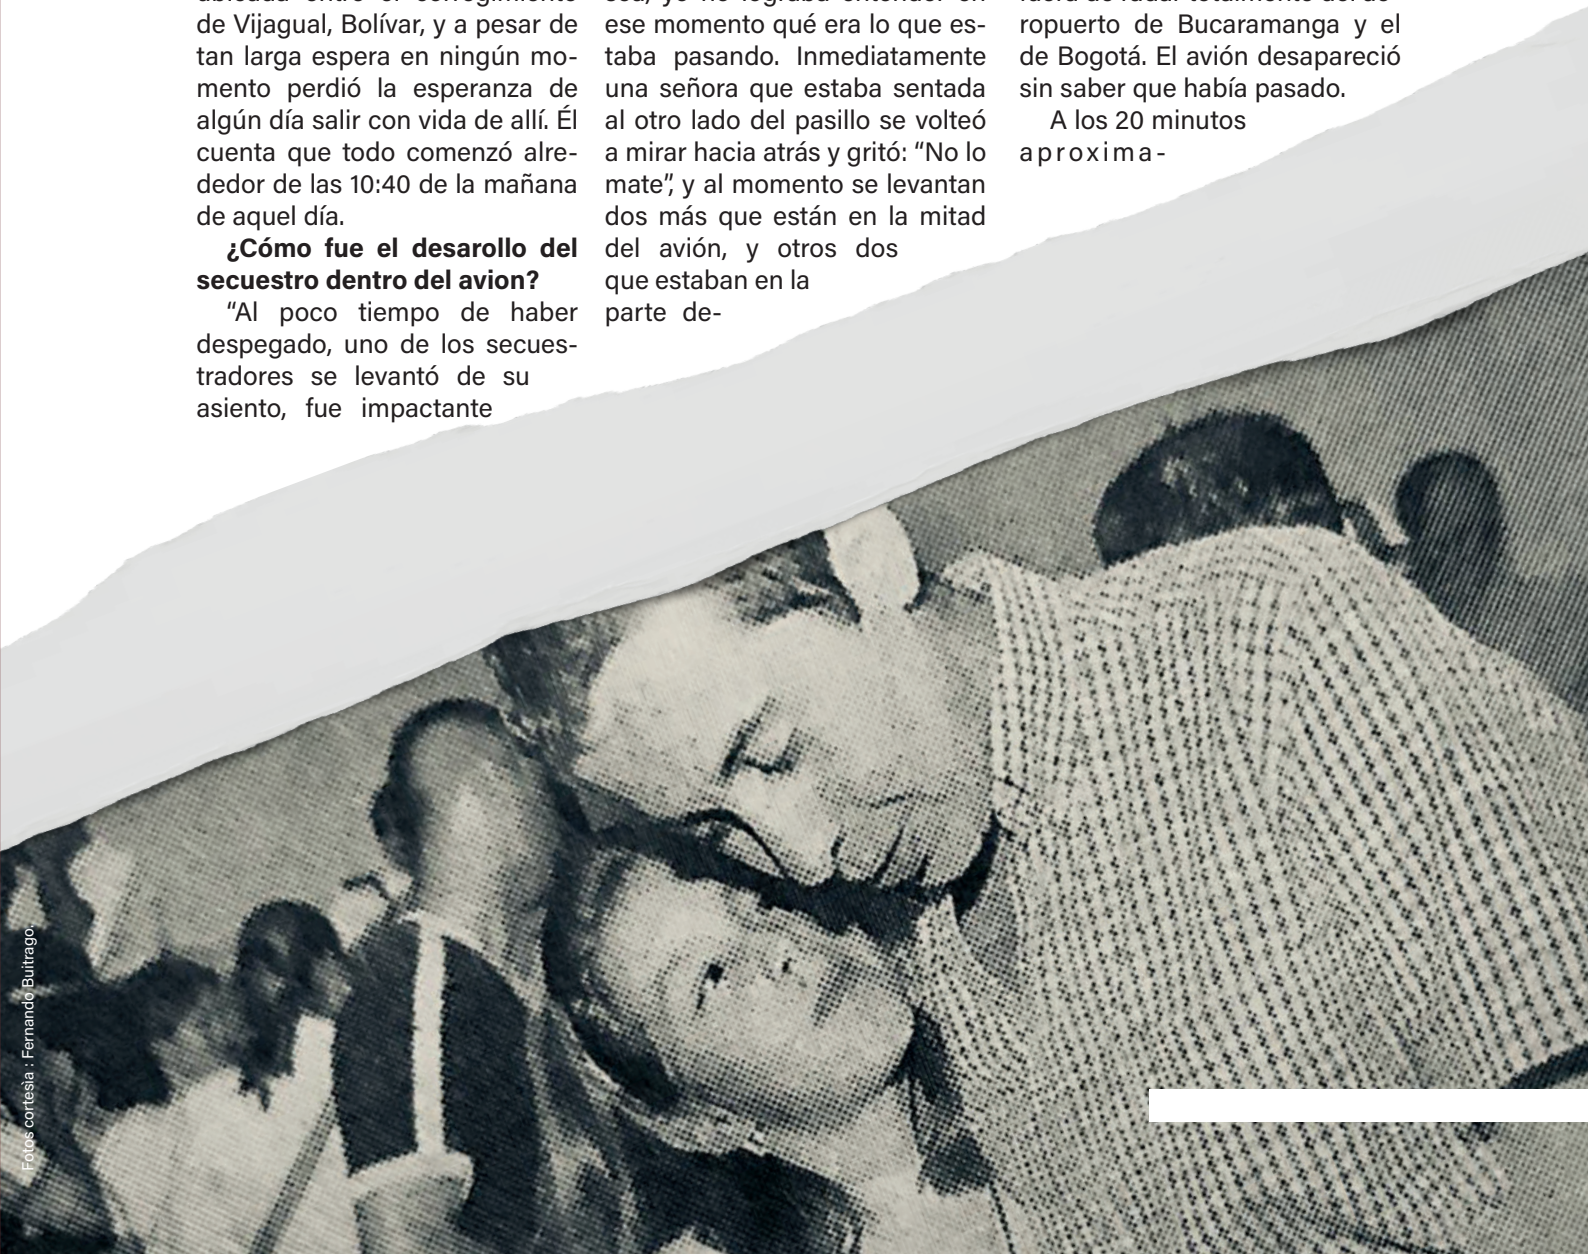 de Vijagual, Bolívar, y a pesar de
tan larga espera en ningún mo-
mento perdió la esperanza de
algún día salir con vida de allí. Él
cuenta que todo comenzó alre-
dedor de las 10:40 de la mañana
de aquel día.
¿Cómo fue el desarollo del
secuestro dentro del avion?
“Al poco tiempo de haber
despegado, uno de los secues-
tradores se levantó de su
asiento, fue impactante
ese momento qué era lo que es-
taba pasando. Inmediatamente
una señora que estaba sentada
al otro lado del pasillo se volteó
a mirar hacia atrás y gritó: “No lo
mate”, y al momento se levantan
dos más que están en la mitad
del avión, y otros dos
que estaban en la
parte de-
ropuerto de Bucaramanga y el
de Bogotá. El avión desapareció
sin saber que había pasado.
A los 20 minutos
aproxima-
Fotos cortesìa : Fernando Buitrago.